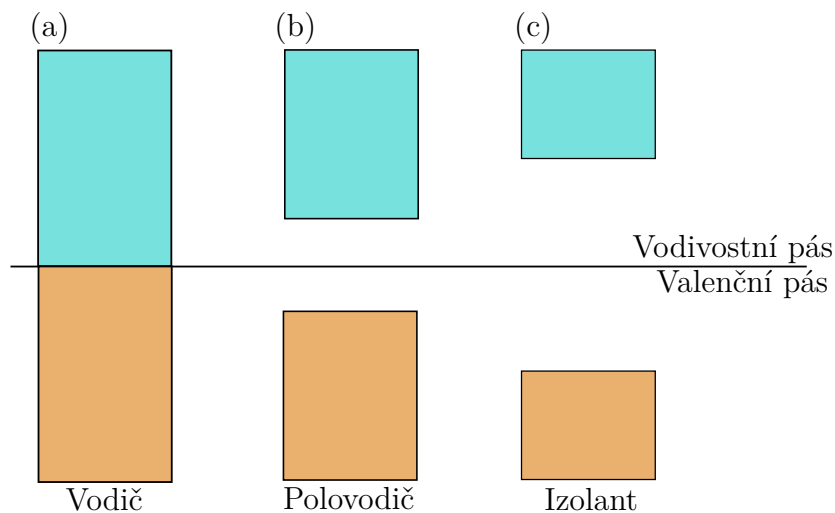 (a)
(b)
(c)
Vodivostní pás
Valenční pás
Vodič
Polovodič
Izolant